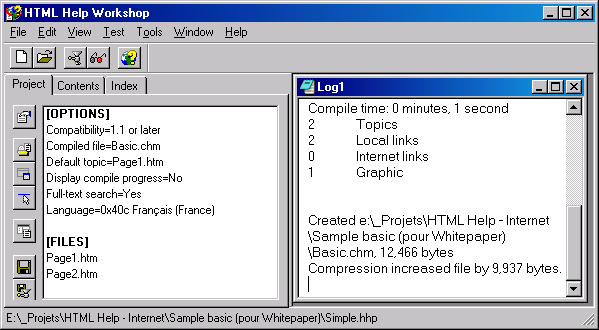 HTML Help Workshop
File Edit View Test Tools Window Help
Project Contents Index
[OPTIONS]
Compatibility=1.1 or later
Compiled file=Basic.chm
Default topic=Page1.htm
Display compile progress=No
Full-text search=Yes
Language=0x40c Français (France)
[FILES]
Page1.htm
Page2.htm
Log1
Compile time: 0 minutes, 1 second
2 Topics
2 Local links
0 Internet links
1 Graphic
Created e:\_Projets\HTML Help - Internet
\Sample basic (pour Whitepaper)
\Basic.chm, 12,466 bytes
Compression increased file by 9,937 bytes.
E:\_Projets\HTML Help - Internet\Sample basic (pour Whitepaper)\Simple.hhp